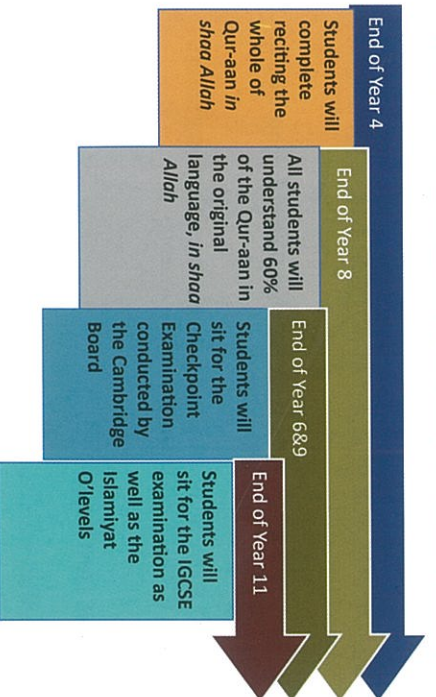 End of Year 4
Students will
complete
reciting the
whole of
Qur-aan in
shaa Allah
End of Year 8
All students will
understand 60%
of the Qur-aan in
the original
language, in shaa
Allah
End of Year 6&9
Students will
sit for the
Checkpoint
Examination
conducted by
the Cambridge
Board
End of Year 11
Students will
sit for the IGCSE
examination as
well as the
Islamiyat
O'levels